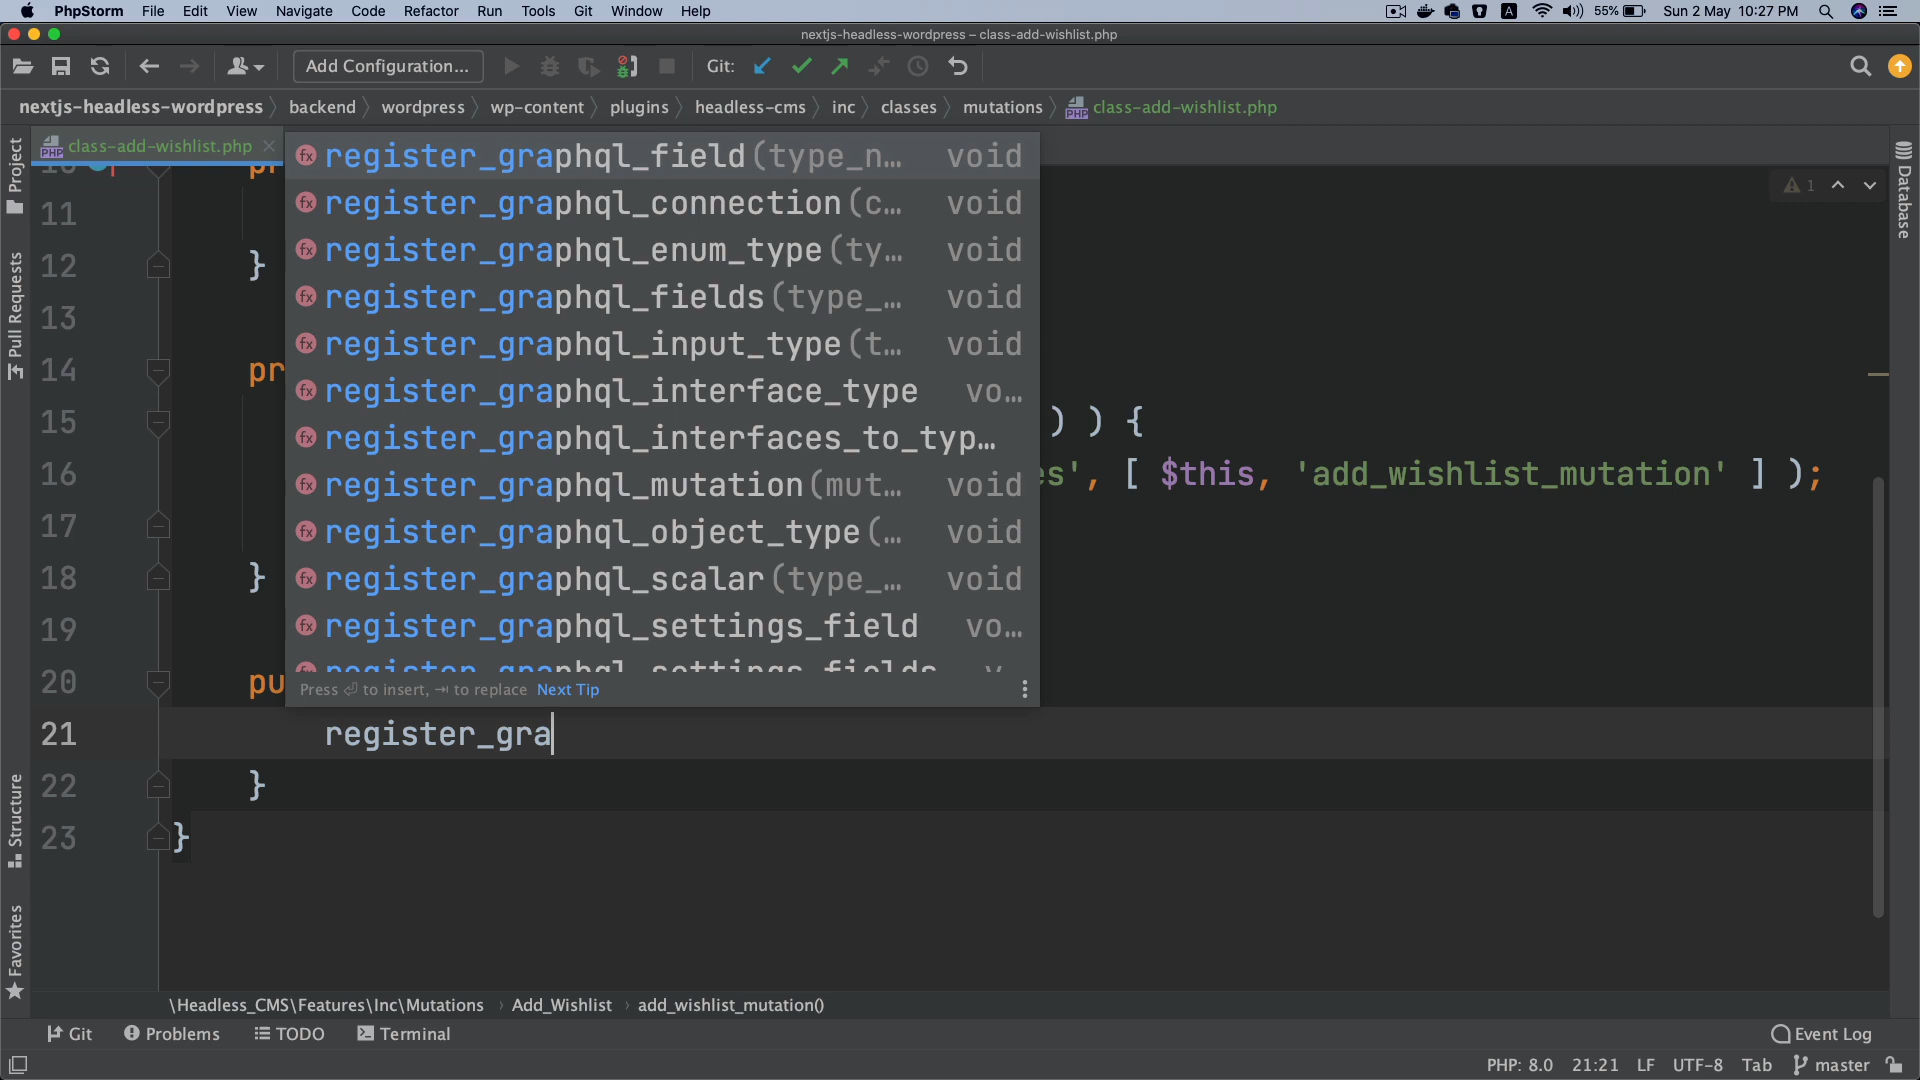 PhpStorm File Edit View Navigate Code Refactor Run Tools Git Window Help A 55% Sun 2 May 10:27 PM
nextjs-headless-wordpress – class-add-wishlist.php
Add Configuration... Git:
nextjs-headless-wordpress backend wordpress wp-content plugins headless-cms inc classes mutations class-add-wishlist.php
class-add-wishlist.php
Project
Pull Requests
Structure
Favorites
Database
1
register_graphql_field(type_n… void
register_graphql_connection(c… void
register_graphql_enum_type(ty… void
register_graphql_fields(type_… void
register_graphql_input_type(t… void
register_graphql_interface_type vo…
register_graphql_interfaces_to_typ…
register_graphql_mutation(mut… void
register_graphql_object_type(… void
register_graphql_scalar(type_… void
register_graphql_settings_field vo…
register_graphql_settings_fields v
Press ⏎ to insert, ⇥ to replace Next Tip
10 pr
11
12 }
13
14 pr
15 ) ) {
16 es', [ $this, 'add_wishlist_mutation' ] );
17
18 }
19
20 pu
21 register_gra
22 }
23 }
\Headless_CMS\Features\Inc\Mutations › Add_Wishlist › add_wishlist_mutation()
Git Problems TODO Terminal Event Log
PHP: 8.0 21:21 LF UTF-8 Tab master